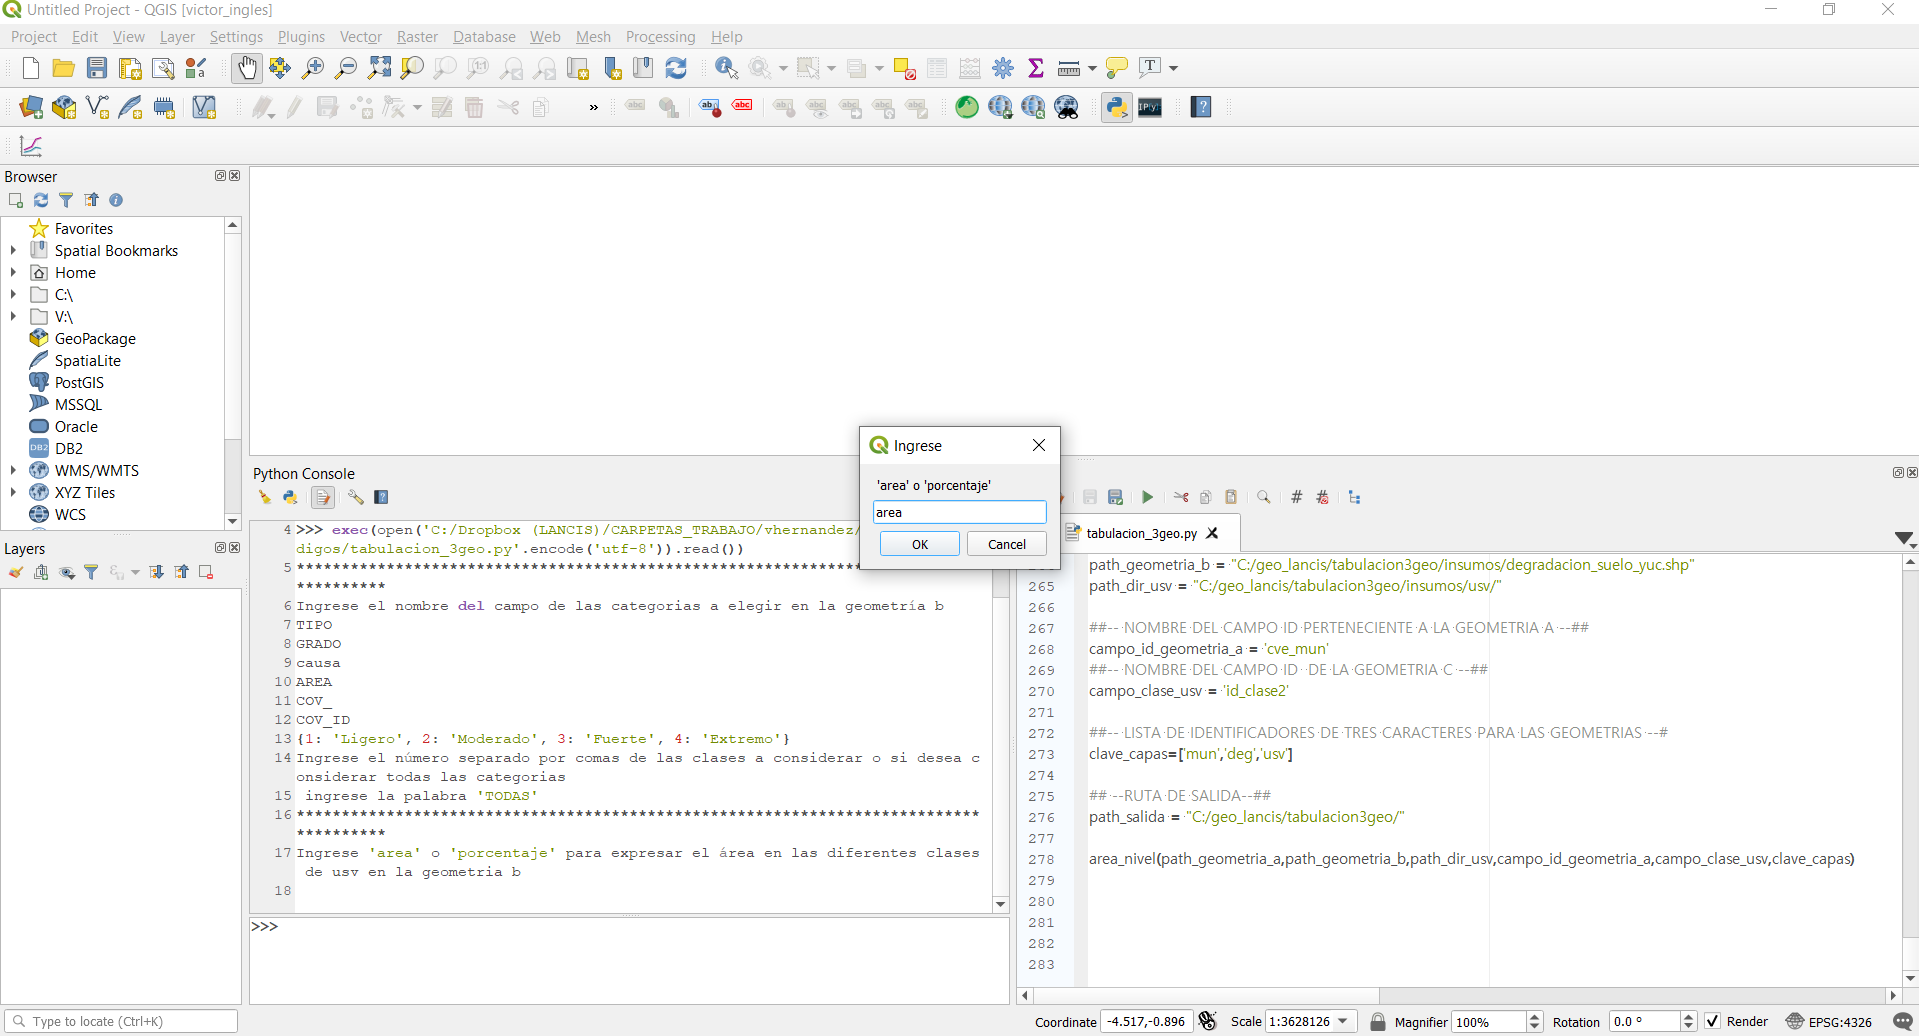 Untitled Project - QGIS [victor_ingles]
Project Edit View Layer Settings Plugins Vector Raster Database Web Mesh Processing Help
Browser
Favorites
Spatial Bookmarks
Home
C:\
V:\
GeoPackage
SpatiaLite
PostGIS
MSSQL
Oracle
DB2
WMS/WMTS
XYZ Tiles
WCS
Layers
Type to locate (Ctrl+K)
Python Console
4 >>> exec(open('C:/Dropbox (LANCIS)/CARPETAS_TRABAJO/vhernandez/
digos/tabulacion_3geo.py'.encode('utf-8')).read())
5 ****************************************************************
**********
6 Ingrese el nombre del campo de las categorias a elegir en la geometría b
7 TIPO
8 GRADO
9 causa
10 AREA
11 COV_
12 COV_ID
13 {1: 'Ligero', 2: 'Moderado', 3: 'Fuerte', 4: 'Extremo'}
14 Ingrese el número separado por comas de las clases a considerar o si desea c
onsiderar todas las categorias
15 ingrese la palabra 'TODAS'
16 ****************************************************************************
**********
17 Ingrese 'area' o 'porcentaje' para expresar el área en las diferentes clases
de usv en la geometria b
18
>>>
Ingrese
'area' o 'porcentaje'
area
OK Cancel
tabulacion_3geo.py
path_geometria_b = "C:/geo_lancis/tabulacion3geo/insumos/degradacion_suelo_yuc.shp"
265 path_dir_usv = "C:/geo_lancis/tabulacion3geo/insumos/usv/"
266
267 ##-- NOMBRE DEL CAMPO ID PERTENECIENTE A LA GEOMETRIA A --##
268 campo_id_geometria_a = 'cve_mun'
269 ##-- NOMBRE DEL CAMPO ID DE LA GEOMETRIA C --##
270 campo_clase_usv = 'id_clase2'
271
272 ##-- LISTA DE IDENTIFICADORES DE TRES CARACTERES PARA LAS GEOMETRIAS --#
273 clave_capas=['mun','deg','usv']
274
275 ## --RUTA DE SALIDA--##
276 path_salida = "C:/geo_lancis/tabulacion3geo/"
277
278 area_nivel(path_geometria_a,path_geometria_b,path_dir_usv,campo_id_geometria_a,campo_clase_usv,clave_capas)
279
280
281
282
283
Coordinate -4.517,-0.896 Scale 1:3628126 Magnifier 100% Rotation 0.0 ° Render EPSG:4326